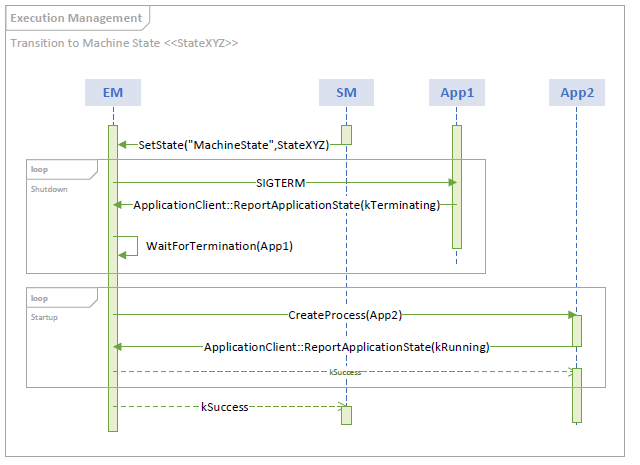 Execution Management
Transition to Machine State <<StateXYZ>>
EM SM App1 App2
SetState("MachineState",StateXYZ)
loop
Shutdown
SIGTERM
ApplicationClient::ReportApplicationState(kTerminating)
WaitForTermination(App1)
loop
Startup
CreateProcess(App2)
ApplicationClient::ReportApplicationState(kRunning)
kSuccess
kSuccess